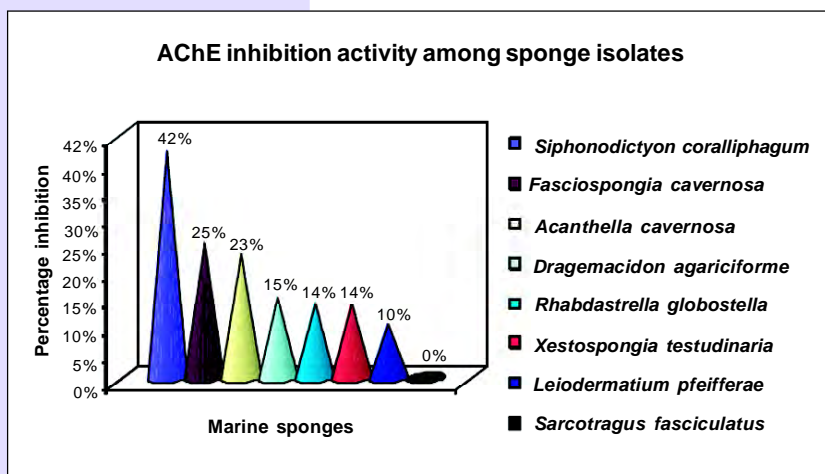 AChE inhibition activity among sponge isolates
Percentage inhibition
42%
40%
35%
30%
25%
20%
15%
10%
5%
0%
42%
25%
23%
15%
14%
14%
10%
0%
Marine sponges
Siphonodictyon coralliphagum
Fasciospongia cavernosa
Acanthella cavernosa
Dragemacidon agariciforme
Rhabdastrella globostella
Xestospongia testudinaria
Leiodermatium pfeifferae
Sarcotragus fasciculatus